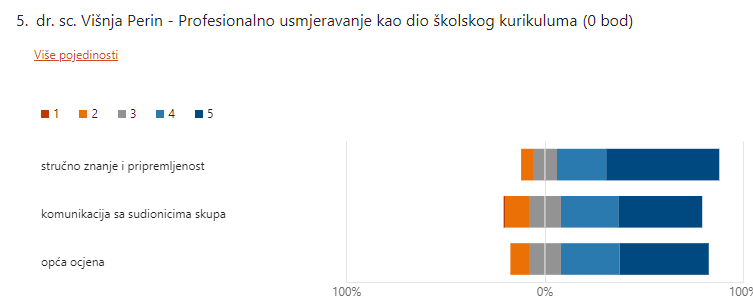 5. dr. sc. Višnja Perin - Profesionalno usmjeravanje kao dio školskog kurikuluma (0 bod)
Više pojedinosti
1 2 3 4 5
stručno znanje i pripremljenost
komunikacija sa sudionicima skupa
opća ocjena
100% 0% 100%